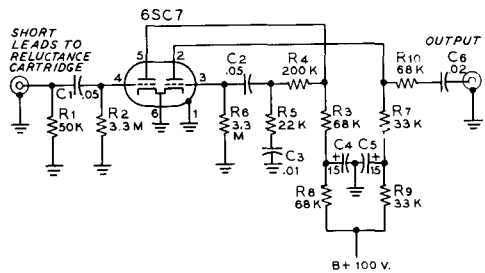 6SC7
SHORT
LEADS TO
RELUCTANCE
CARTRIDGE
C1 .05
R1
50K
R2
3.3 M
5
2
4
3
6
1
C2
.05
R4
200 K
R6
3.3
M
R5
22 K
C3
.01
R3
68 K
R10
68 K
OUTPUT
C6
.02
R7
33 K
C4
C5
+
+
15
15
R8
68 K
R9
33 K
B+ 100 V.